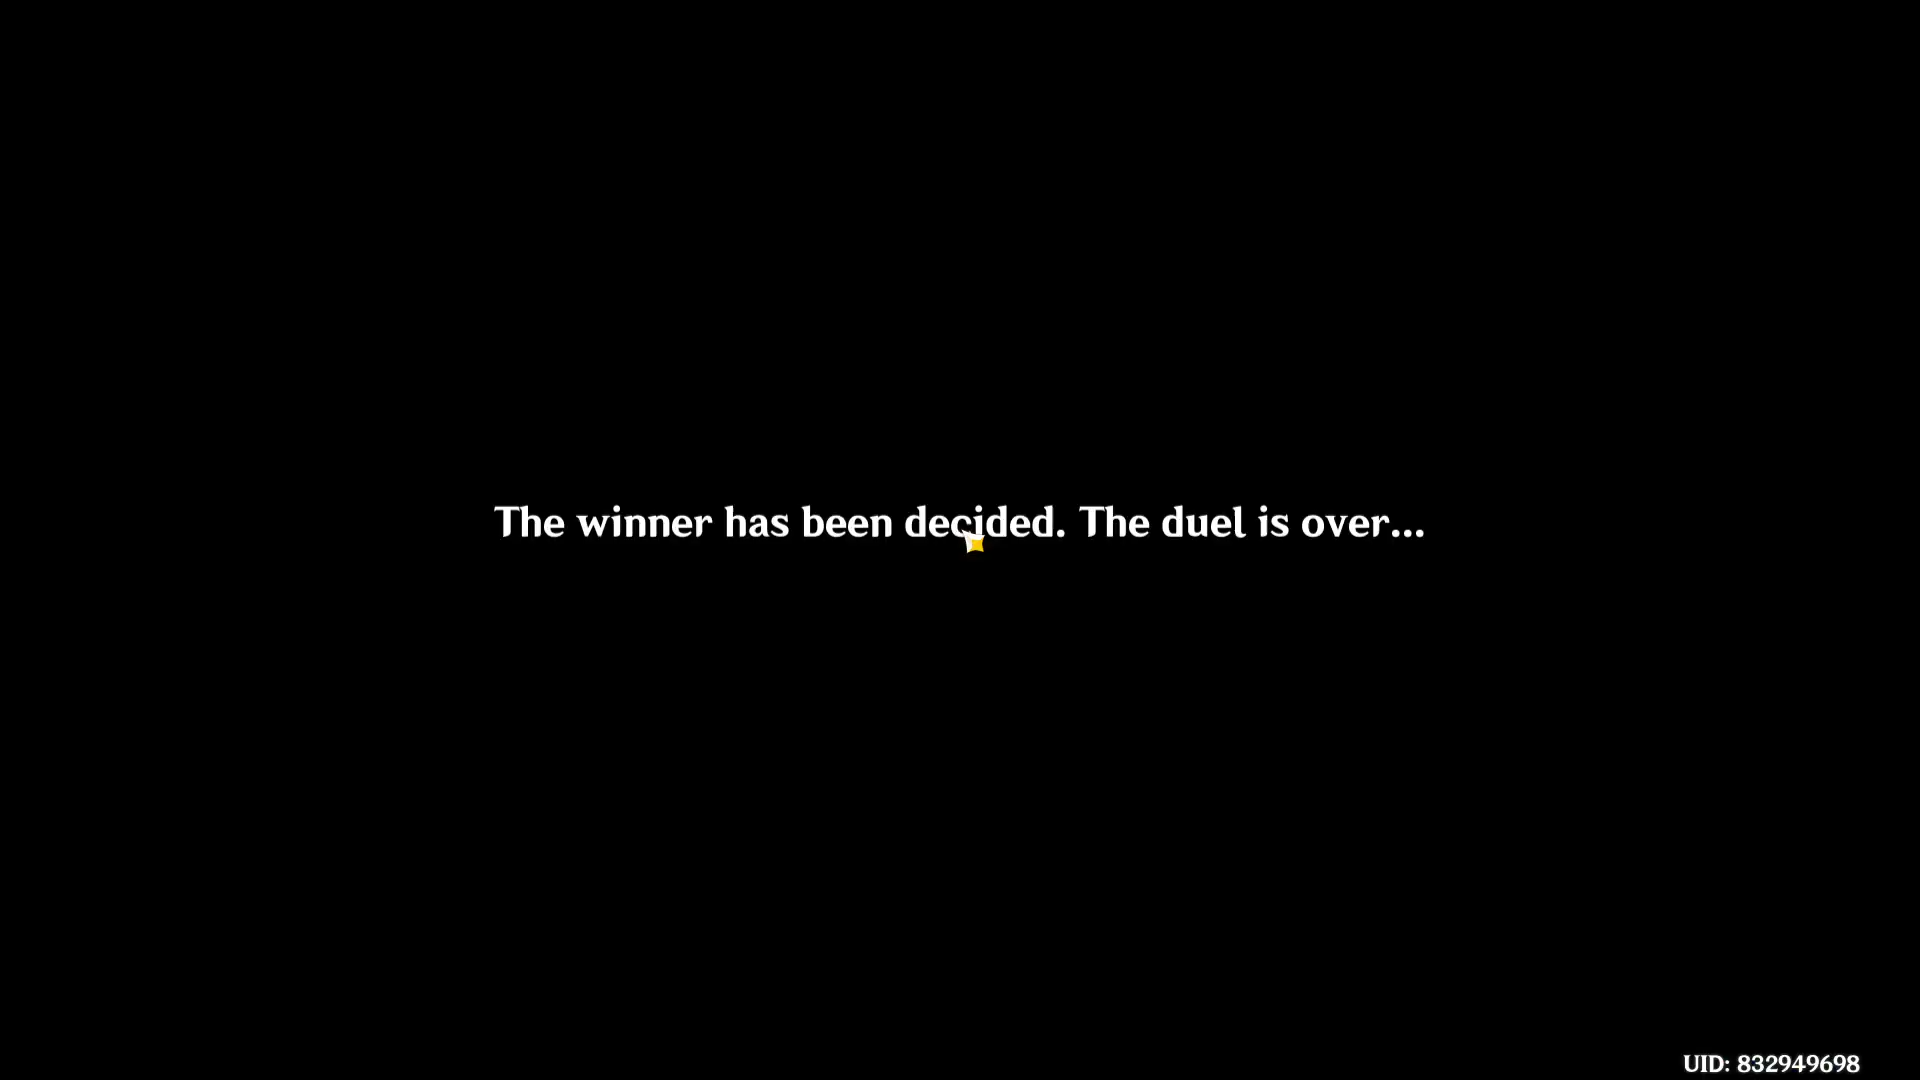 The winner has been decided. The duel is over...
UID: 832949698